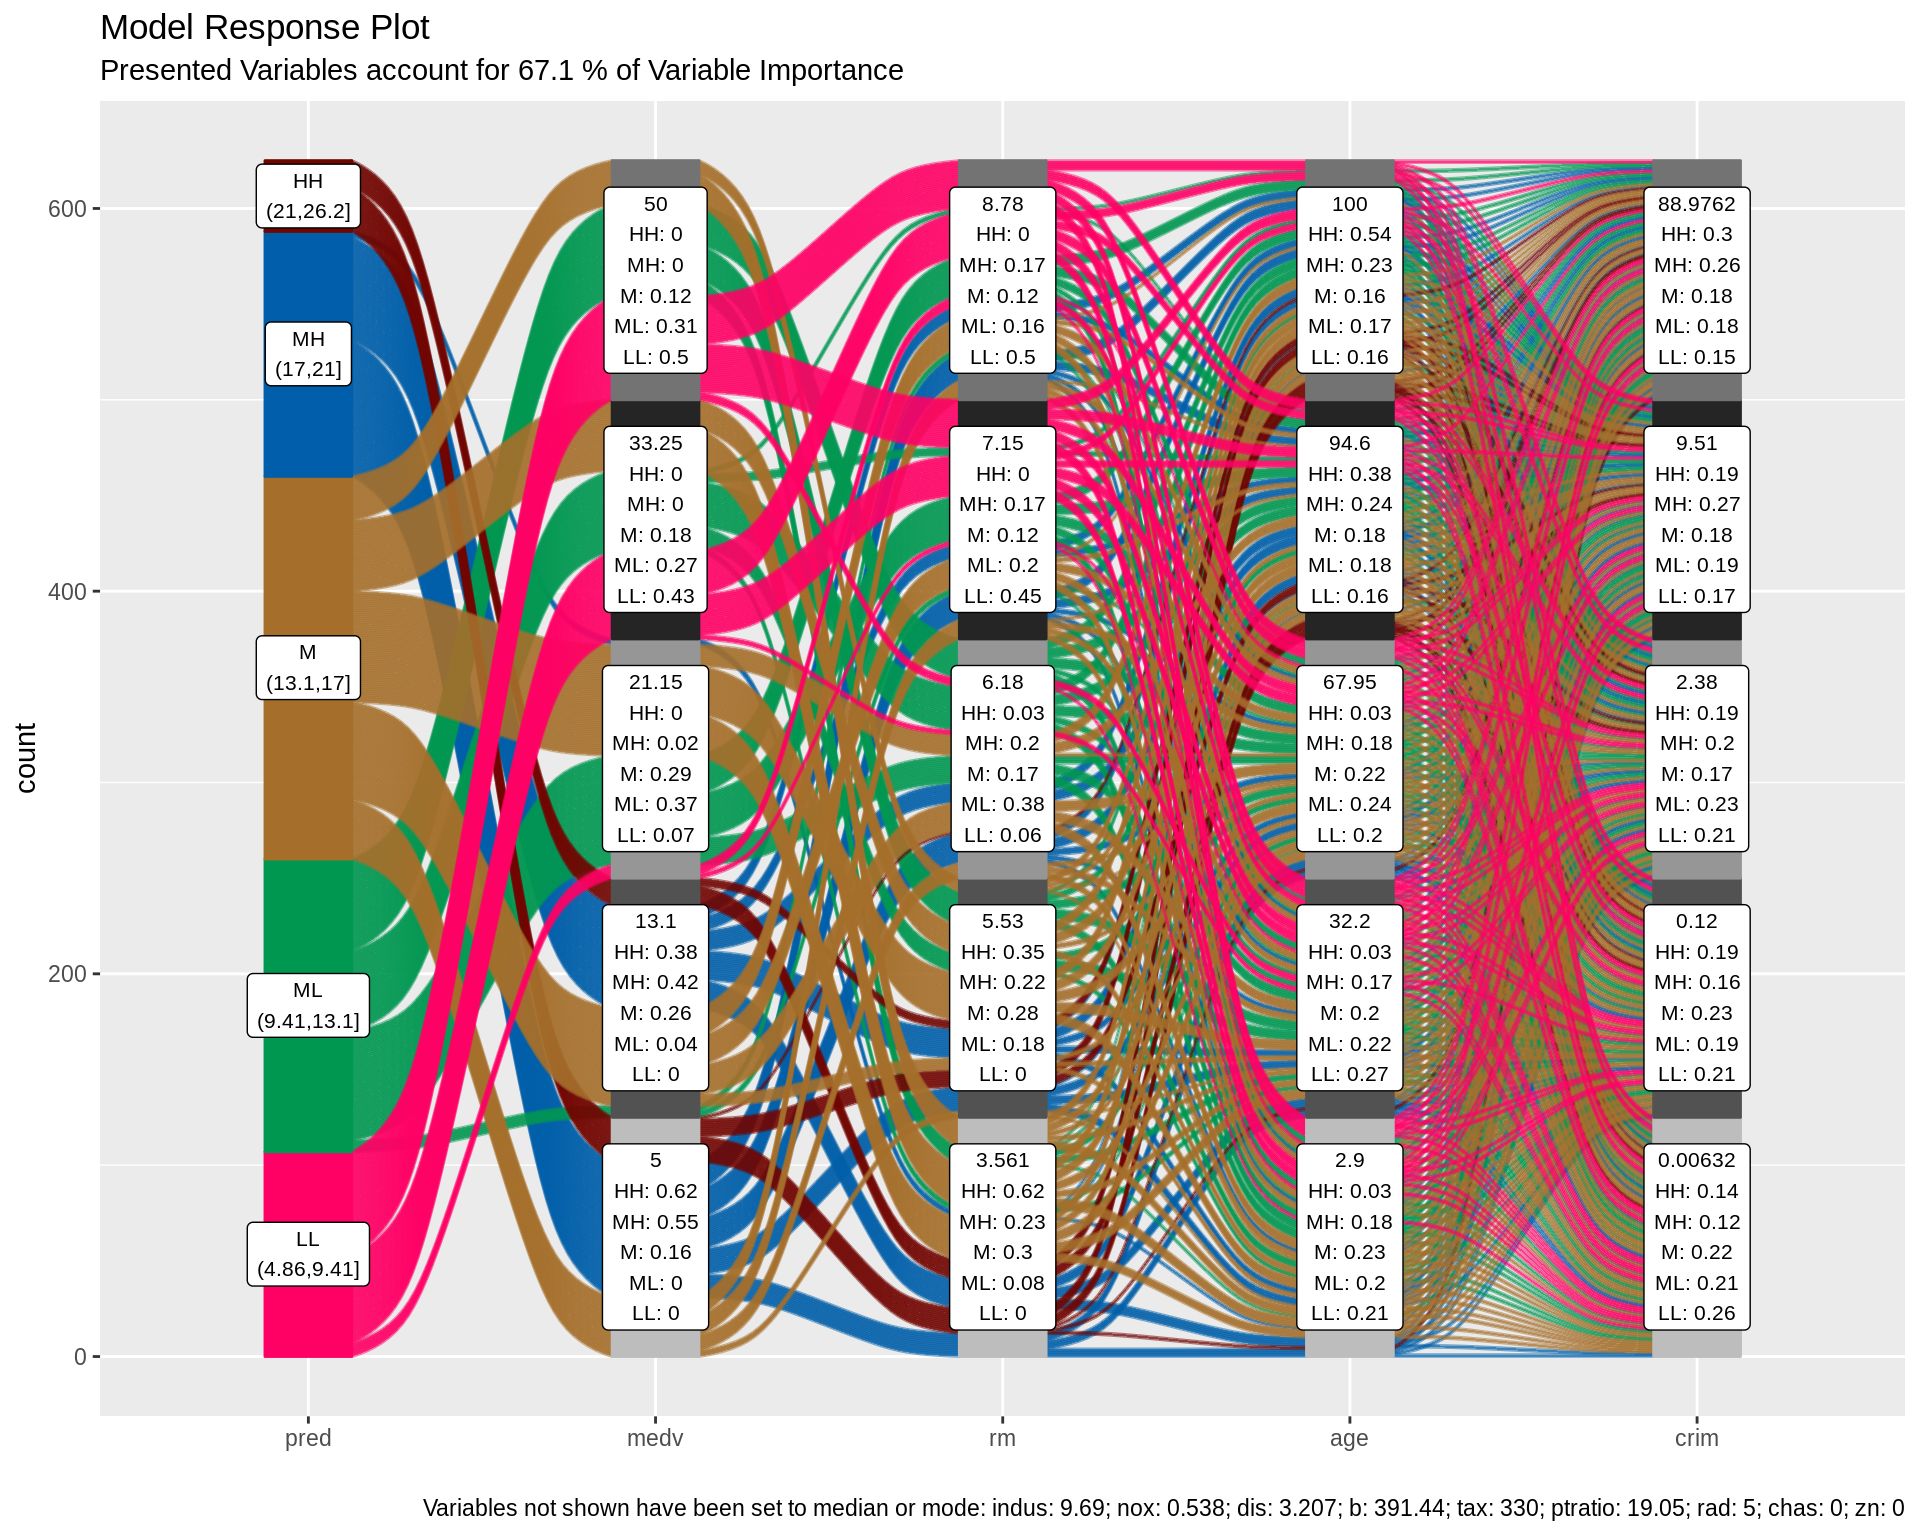 Model Response Plot
Presented Variables account for 67.1 % of Variable Importance
count
600
400
200
0
HH
(21,26.2]
MH
(17,21]
M
(13.1,17]
ML
(9.41,13.1]
LL
(4.86,9.41]
50
HH: 0
MH: 0
M: 0.12
ML: 0.31
LL: 0.5
33.25
HH: 0
MH: 0
M: 0.18
ML: 0.27
LL: 0.43
21.15
HH: 0
MH: 0.02
M: 0.29
ML: 0.37
LL: 0.07
13.1
HH: 0.38
MH: 0.42
M: 0.26
ML: 0.04
LL: 0
5
HH: 0.62
MH: 0.55
M: 0.16
ML: 0
LL: 0
8.78
HH: 0
MH: 0.17
M: 0.12
ML: 0.16
LL: 0.5
7.15
HH: 0
MH: 0.17
M: 0.12
ML: 0.2
LL: 0.45
6.18
HH: 0.03
MH: 0.2
M: 0.17
ML: 0.38
LL: 0.06
5.53
HH: 0.35
MH: 0.22
M: 0.28
ML: 0.18
LL: 0
3.561
HH: 0.62
MH: 0.23
M: 0.3
ML: 0.08
LL: 0
100
HH: 0.54
MH: 0.23
M: 0.16
ML: 0.17
LL: 0.16
94.6
HH: 0.38
MH: 0.24
M: 0.18
ML: 0.18
LL: 0.16
67.95
HH: 0.03
MH: 0.18
M: 0.22
ML: 0.24
LL: 0.2
32.2
HH: 0.03
MH: 0.17
M: 0.2
ML: 0.22
LL: 0.27
2.9
HH: 0.03
MH: 0.18
M: 0.23
ML: 0.2
LL: 0.21
88.9762
HH: 0.3
MH: 0.26
M: 0.18
ML: 0.18
LL: 0.15
9.51
HH: 0.19
MH: 0.27
M: 0.18
ML: 0.19
LL: 0.17
2.38
HH: 0.19
MH: 0.2
M: 0.17
ML: 0.23
LL: 0.21
0.12
HH: 0.19
MH: 0.16
M: 0.23
ML: 0.19
LL: 0.21
0.00632
HH: 0.14
MH: 0.12
M: 0.22
ML: 0.21
LL: 0.26
pred
medv
rm
age
crim
Variables not shown have been set to median or mode: indus: 9.69; nox: 0.538; dis: 3.207; b: 391.44; tax: 330; ptratio: 19.05; rad: 5; chas: 0; zn: 0